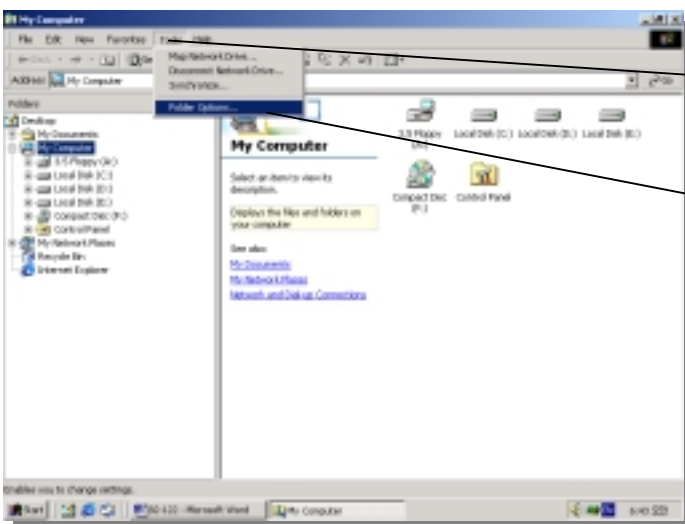 My Computer
File Edit View Favorites Tools Help
Address My Computer
Map Network Drive...
Disconnect Network Drive...
Synchronize...
Folder Options...
Folders
Desktop
My Documents
My Computer
3.5 Floppy (A:)
Local Disk (C:)
Local Disk (D:)
Local Disk (E:)
Compact Disc (F:)
Control Panel
My Network Places
Recycle Bin
Internet Explorer
My Computer
Select an item to view its
description.
Displays the files and folders on
your computer
See also:
My Documents
My Network Places
Network and Dial-up Connections
3.5 Floppy (A:)
Local Disk (C:) Local Disk (D:) Local Disk (E:)
Compact Disc (F:)
Control Panel
Enables you to change settings.
Start
Microsoft Word
My Computer